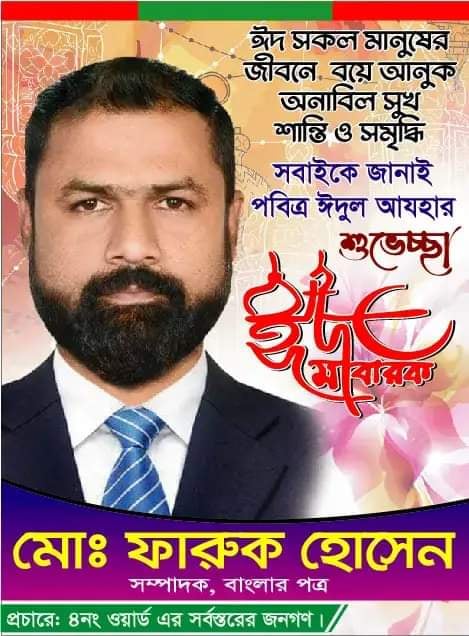 ঈদ সকল মানুষের
জীবনে বয়ে আনুক
অনাবিল সুখ
শান্তি ও সমৃদ্ধি
সবাইকে জানাই
পবিত্র ঈদুল আযহার
শুভেচ্ছা
ঈদ
মোবারক
মোঃ ফারুক হোসেন
সম্পাদক, বাংলার পত্র
প্রচারে: ৪নং ওয়ার্ড এর সর্বস্তরের জনগণ।